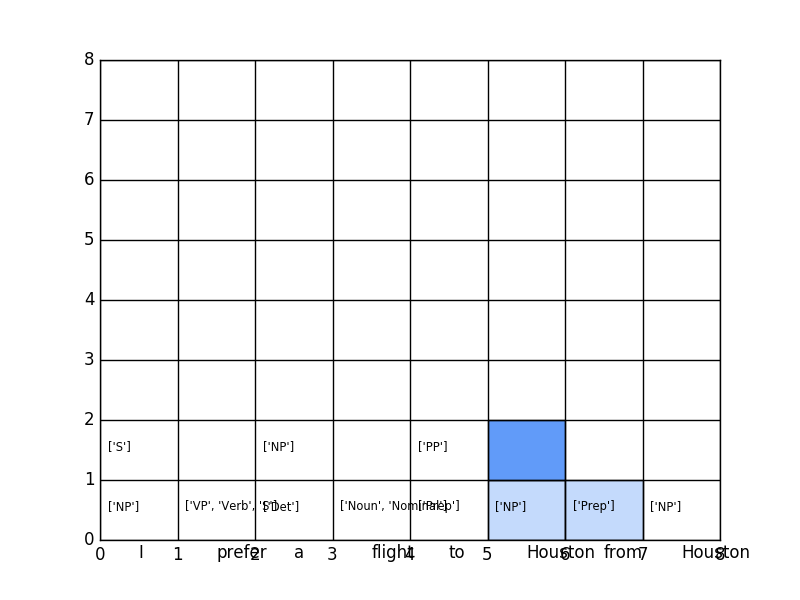 8
7
6
5
4
3
2
['S'] ['NP'] ['PP']
1
['NP'] ['VP', 'Verb', 'S'] ['Det'] ['Noun', 'Nominal'] ['Prep'] ['NP'] ['Prep'] ['NP']
0
0 1 2 3 4 5 6 7 8
I prefer a flight to Houston from Houston